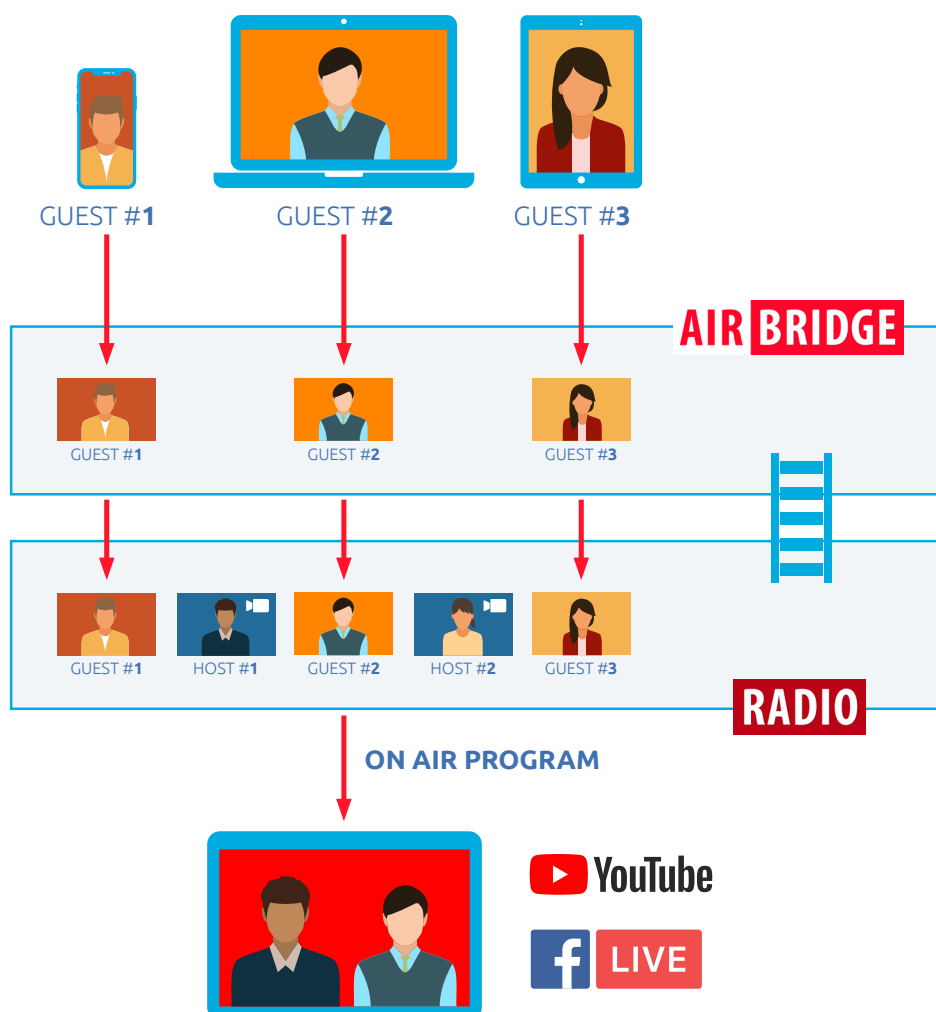 GUEST #1
GUEST #2
GUEST #3
AIR BRIDGE
GUEST #1
GUEST #2
GUEST #3
GUEST #1
HOST #1
GUEST #2
HOST #2
GUEST #3
RADIO
ON AIR PROGRAM
YouTube
f LIVE